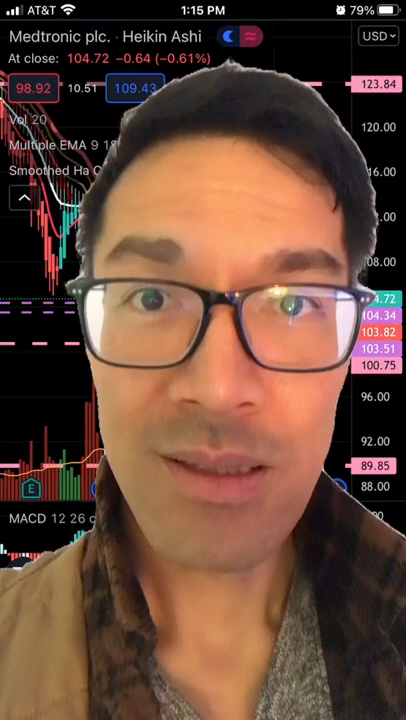 AT&T 1:15 PM 79%
Medtronic plc. · Heikin Ashi USD
At close: 104.72 −0.64 (−0.61%)
98.92 10.51 109.43
123.84
Vol 20
120.00
Multiple EMA 9
Smoothed Ha
96.00
104.34
103.82
103.51
100.75
92.00
89.85
E
88.00
MACD 12 26